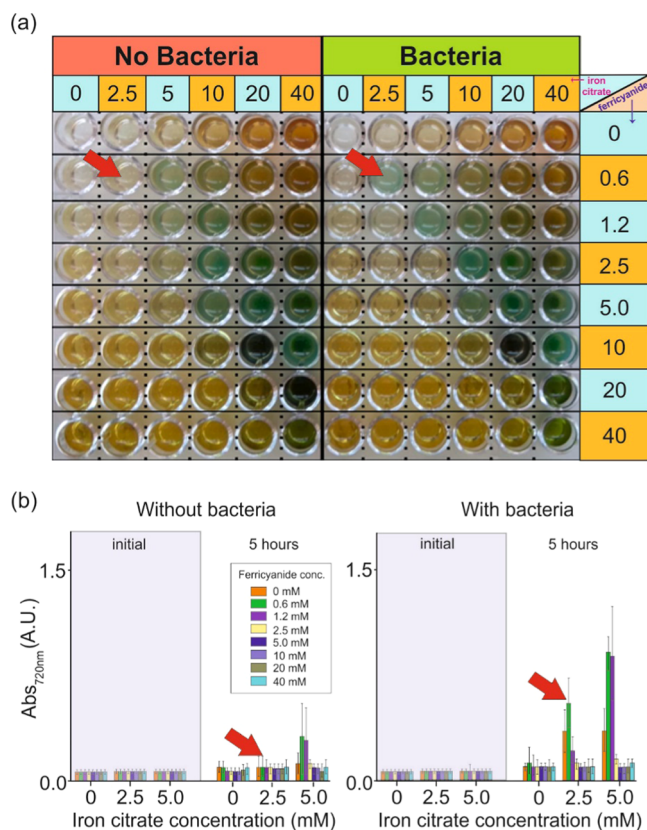 (a)
No Bacteria Bacteria
0 2.5 5 10 20 40 0 2.5 5 10 20 40 iron citrate ferricyanide
0
0.6
1.2
2.5
5.0
10
20
40
(b)
Without bacteria With bacteria
initial 5 hours initial 5 hours
1.5 1.5
Ferricyanide conc.
0 mM
0.6 mM
1.2 mM
2.5 mM
5.0 mM
10 mM
20 mM
40 mM
Abs720nm (A.U.)
0.0 0.0
0 2.5 5.0 0 2.5 5.0 0 2.5 5.0 0 2.5 5.0
Iron citrate concentration (mM) Iron citrate concentration (mM)